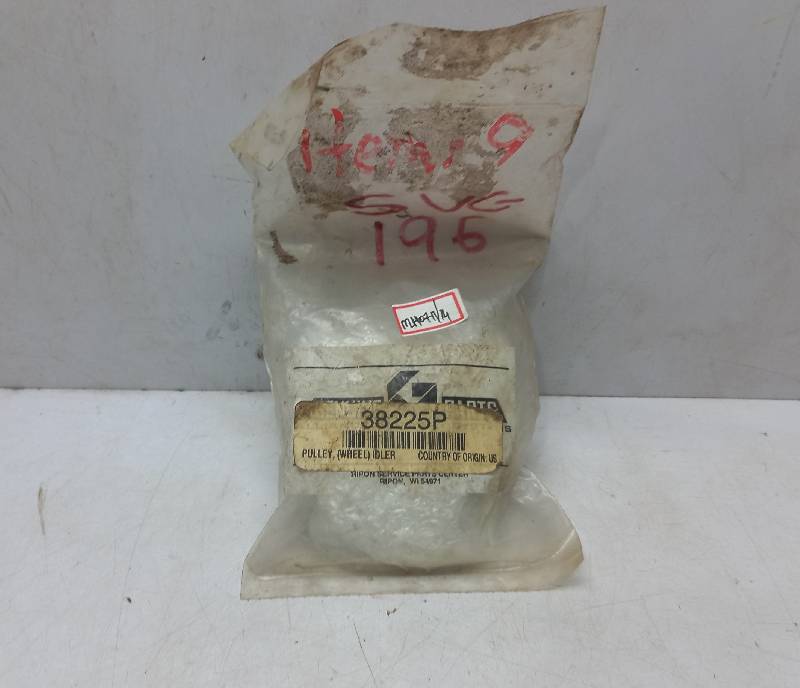 item: 9
SVG
196
38225P
PULLEY, (WHEEL) IDLER COUNTRY OF ORIGIN: US
RIPON SERVICE PARTS CENTER
RIPON, WI 54971